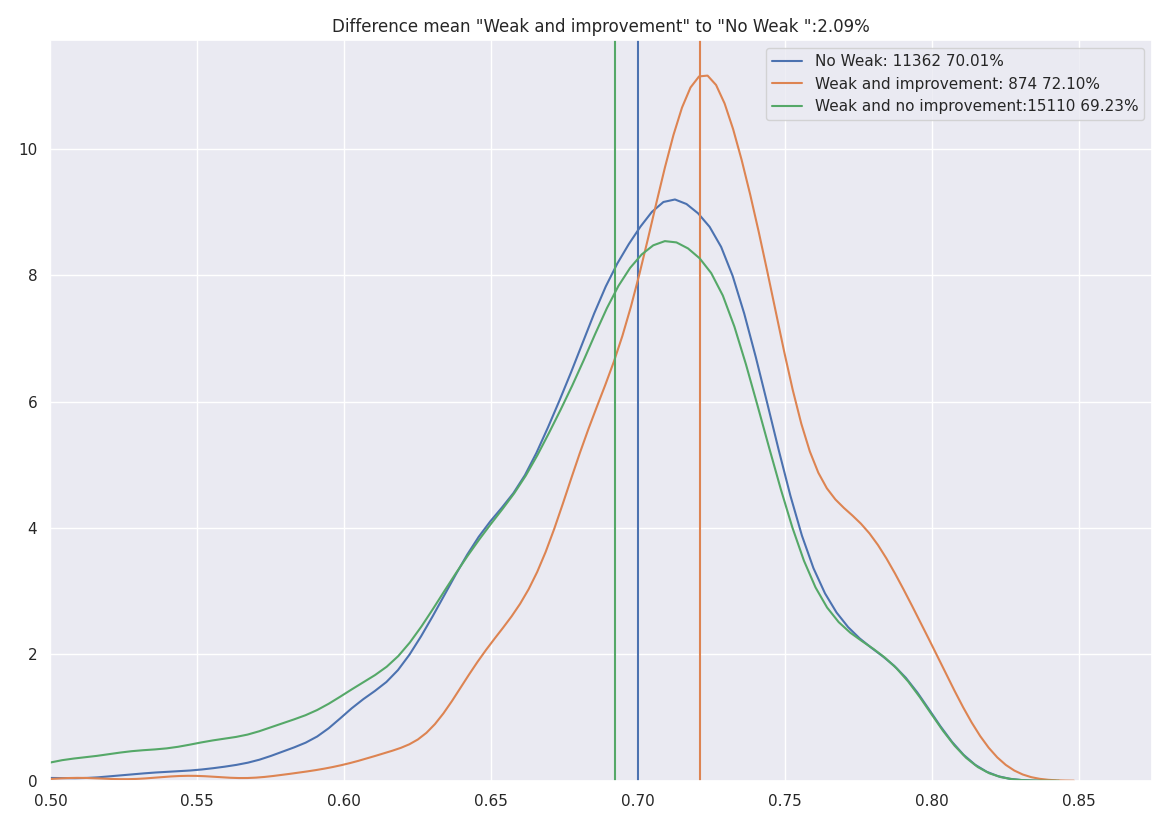 Difference mean "Weak and improvement" to "No Weak ":2.09%
No Weak: 11362 70.01%
Weak and improvement: 874 72.10%
Weak and no improvement:15110 69.23%
10
8
6
4
2
0
0.50 0.55 0.60 0.65 0.70 0.75 0.80 0.85